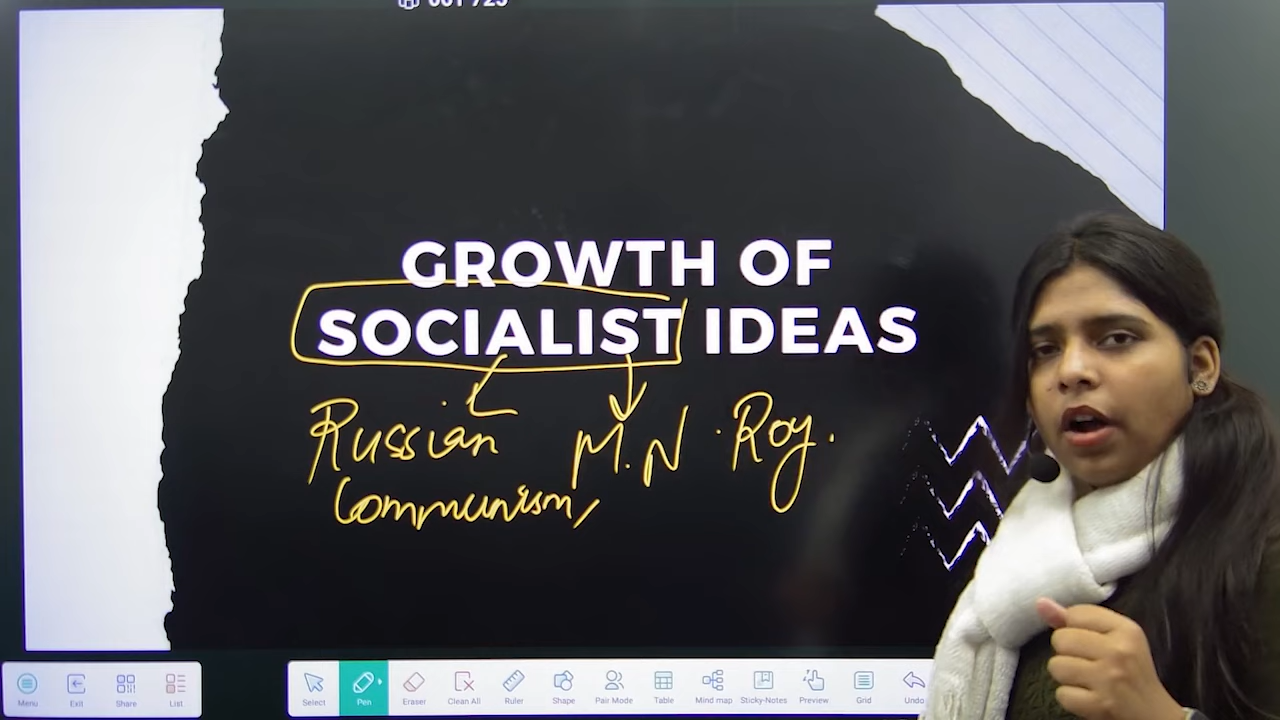 GROWTH OF
SOCIALIST IDEAS
Russian M.N. Roy.
Communism,
Menu Exit Share List Select Pen Eraser Clean All Ruler Shape Pair Mode Table Mind map Sticky-Notes Preview Grid Undo